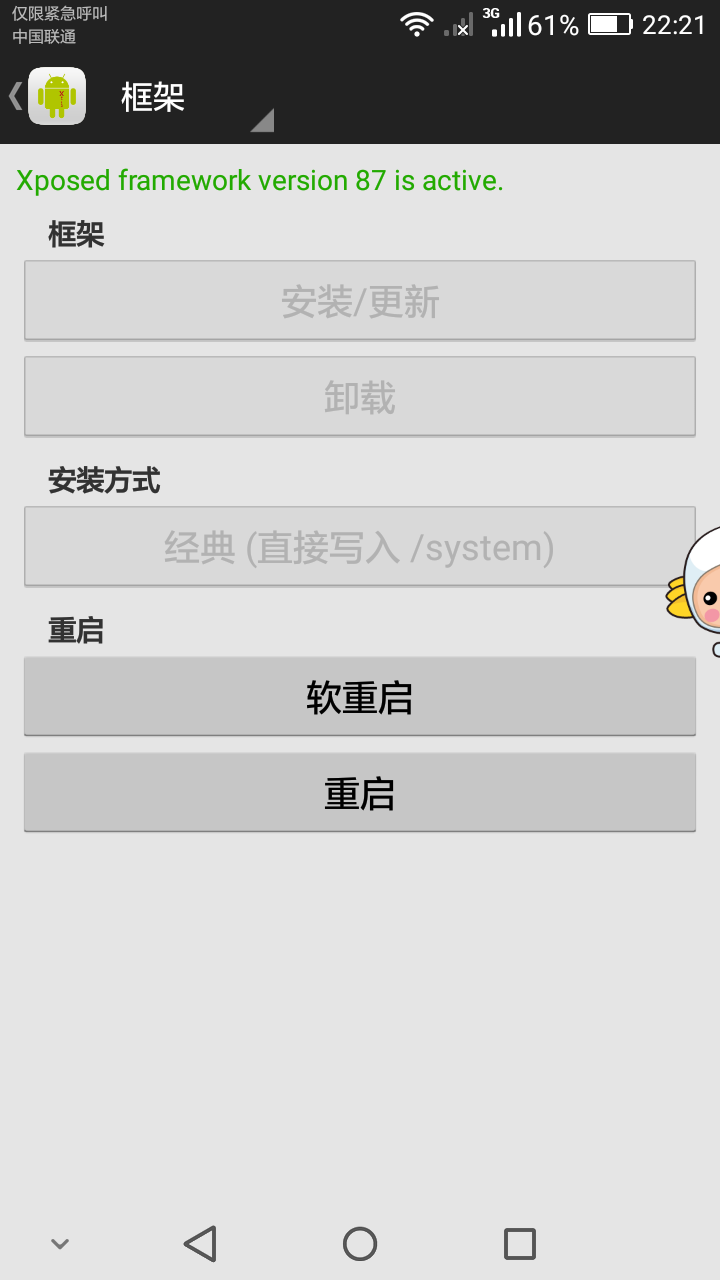 仅限紧急呼叫
中国联通
3G
61%
22:21
框架
Xposed framework version 87 is active.
框架
安装/更新
卸载
安装方式
经典 (直接写入 /system)
重启
软重启
重启